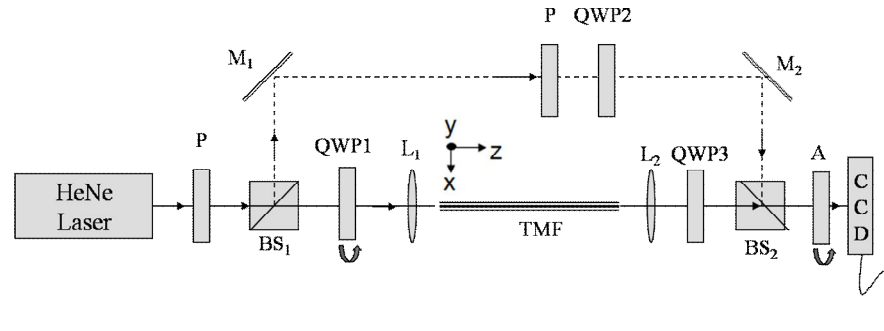 P QWP2
M₁
M₂
P
QWP1
L₁
y
z
x
L₂
QWP3
A
HeNe
Laser
BS₁
TMF
BS₂
C
C
D